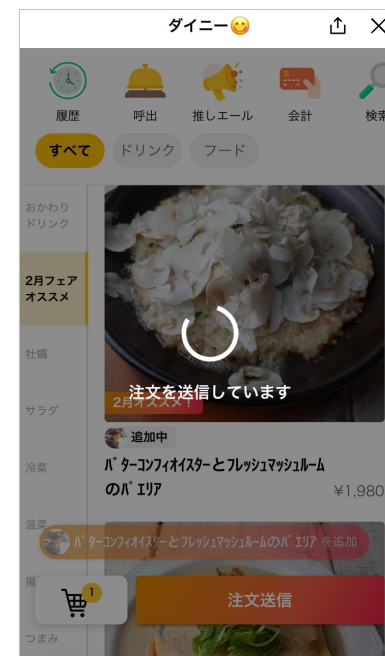 ダイニー😋
履歴
呼出
推しエール
会計
検索
すべて
ドリンク
フード
おかわり
ドリンク
2月フェア
オススメ
牡蠣
サラダ
冷菜
温菜
揚
つまみ
注文を送信しています
2月オススメ！
追加中
バターコンフィオイスターとフレッシュマッシュルーム
のパエリア
¥1,980
バターコンフィオイスターとフレッシュマッシュルームのパエリア を追加
1
注文送信